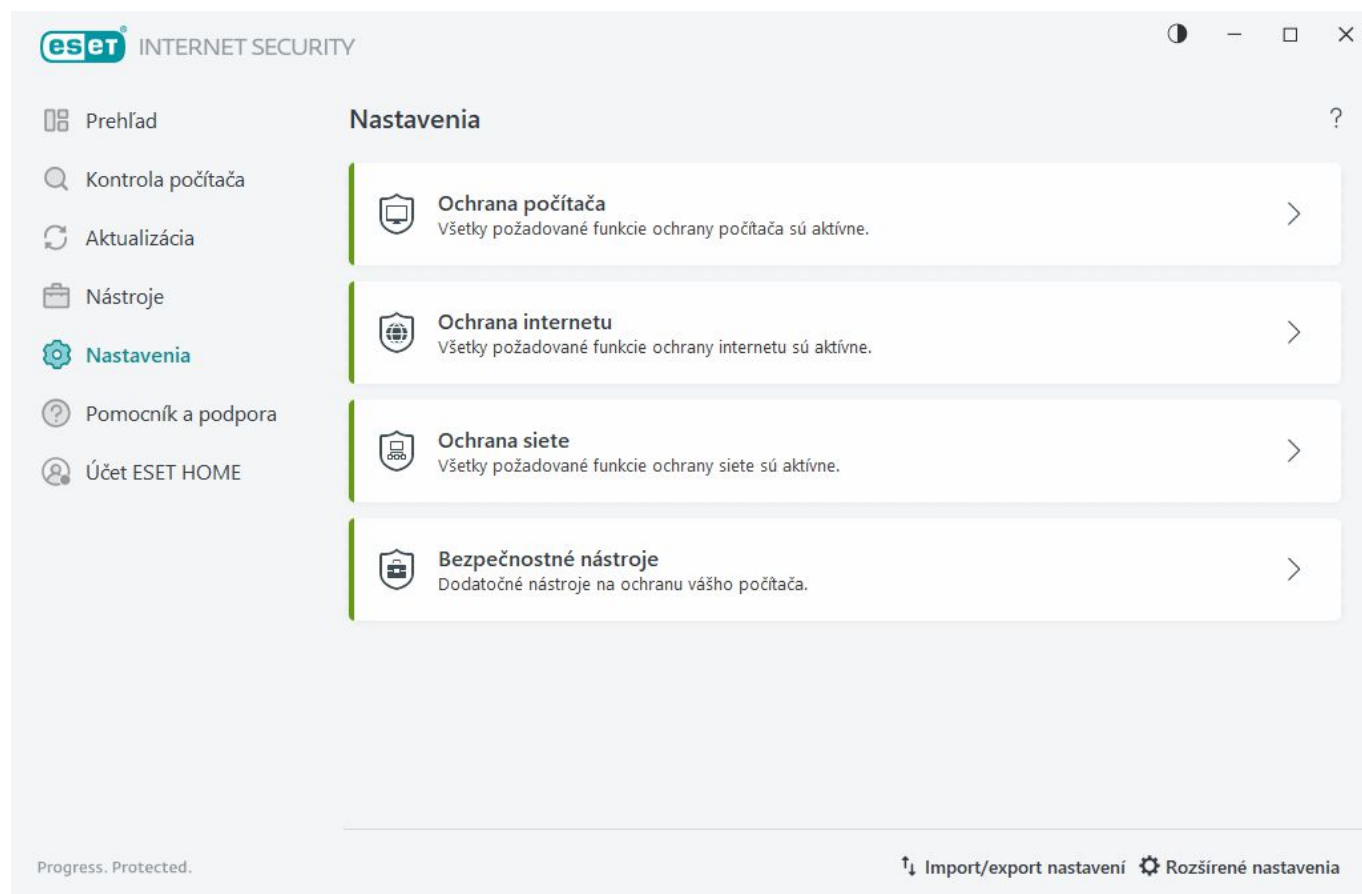 eset® INTERNET SECURITY
Prehľad
Kontrola počítača
Aktualizácia
Nástroje
Nastavenia
Pomocník a podpora
Účet ESET HOME
Nastavenia
?
Ochrana počítača
Všetky požadované funkcie ochrany počítača sú aktívne.
Ochrana internetu
Všetky požadované funkcie ochrany internetu sú aktívne.
Ochrana siete
Všetky požadované funkcie ochrany siete sú aktívne.
Bezpečnostné nástroje
Dodatočné nástroje na ochranu vášho počítača.
Progress. Protected.
Import/export nastavení
Rozšírené nastavenia